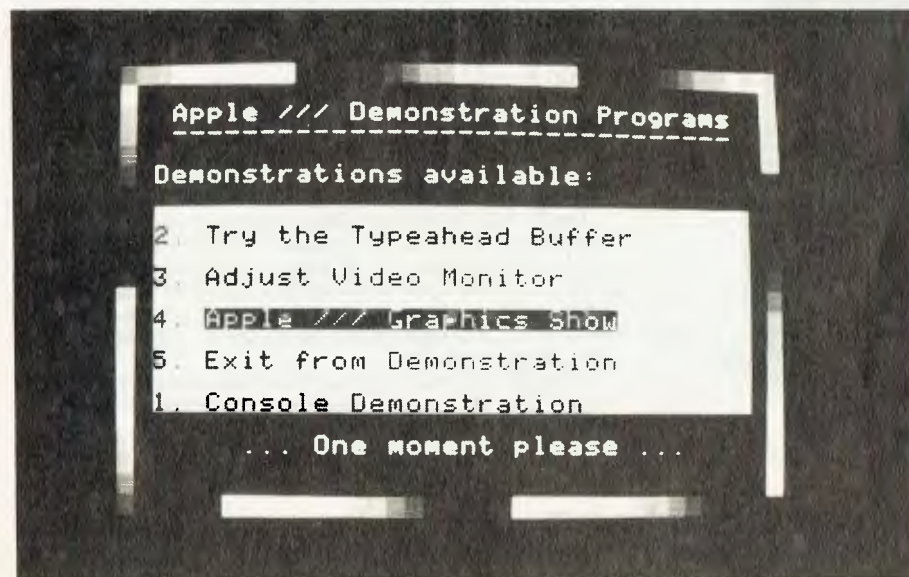 Apple /// Demonstration Programs
Demonstrations available:
2. Try the Typeahead Buffer
3. Adjust Video Monitor
4. Apple /// Graphics Show
5. Exit from Demonstration
1. Console Demonstration
... One moment please ...